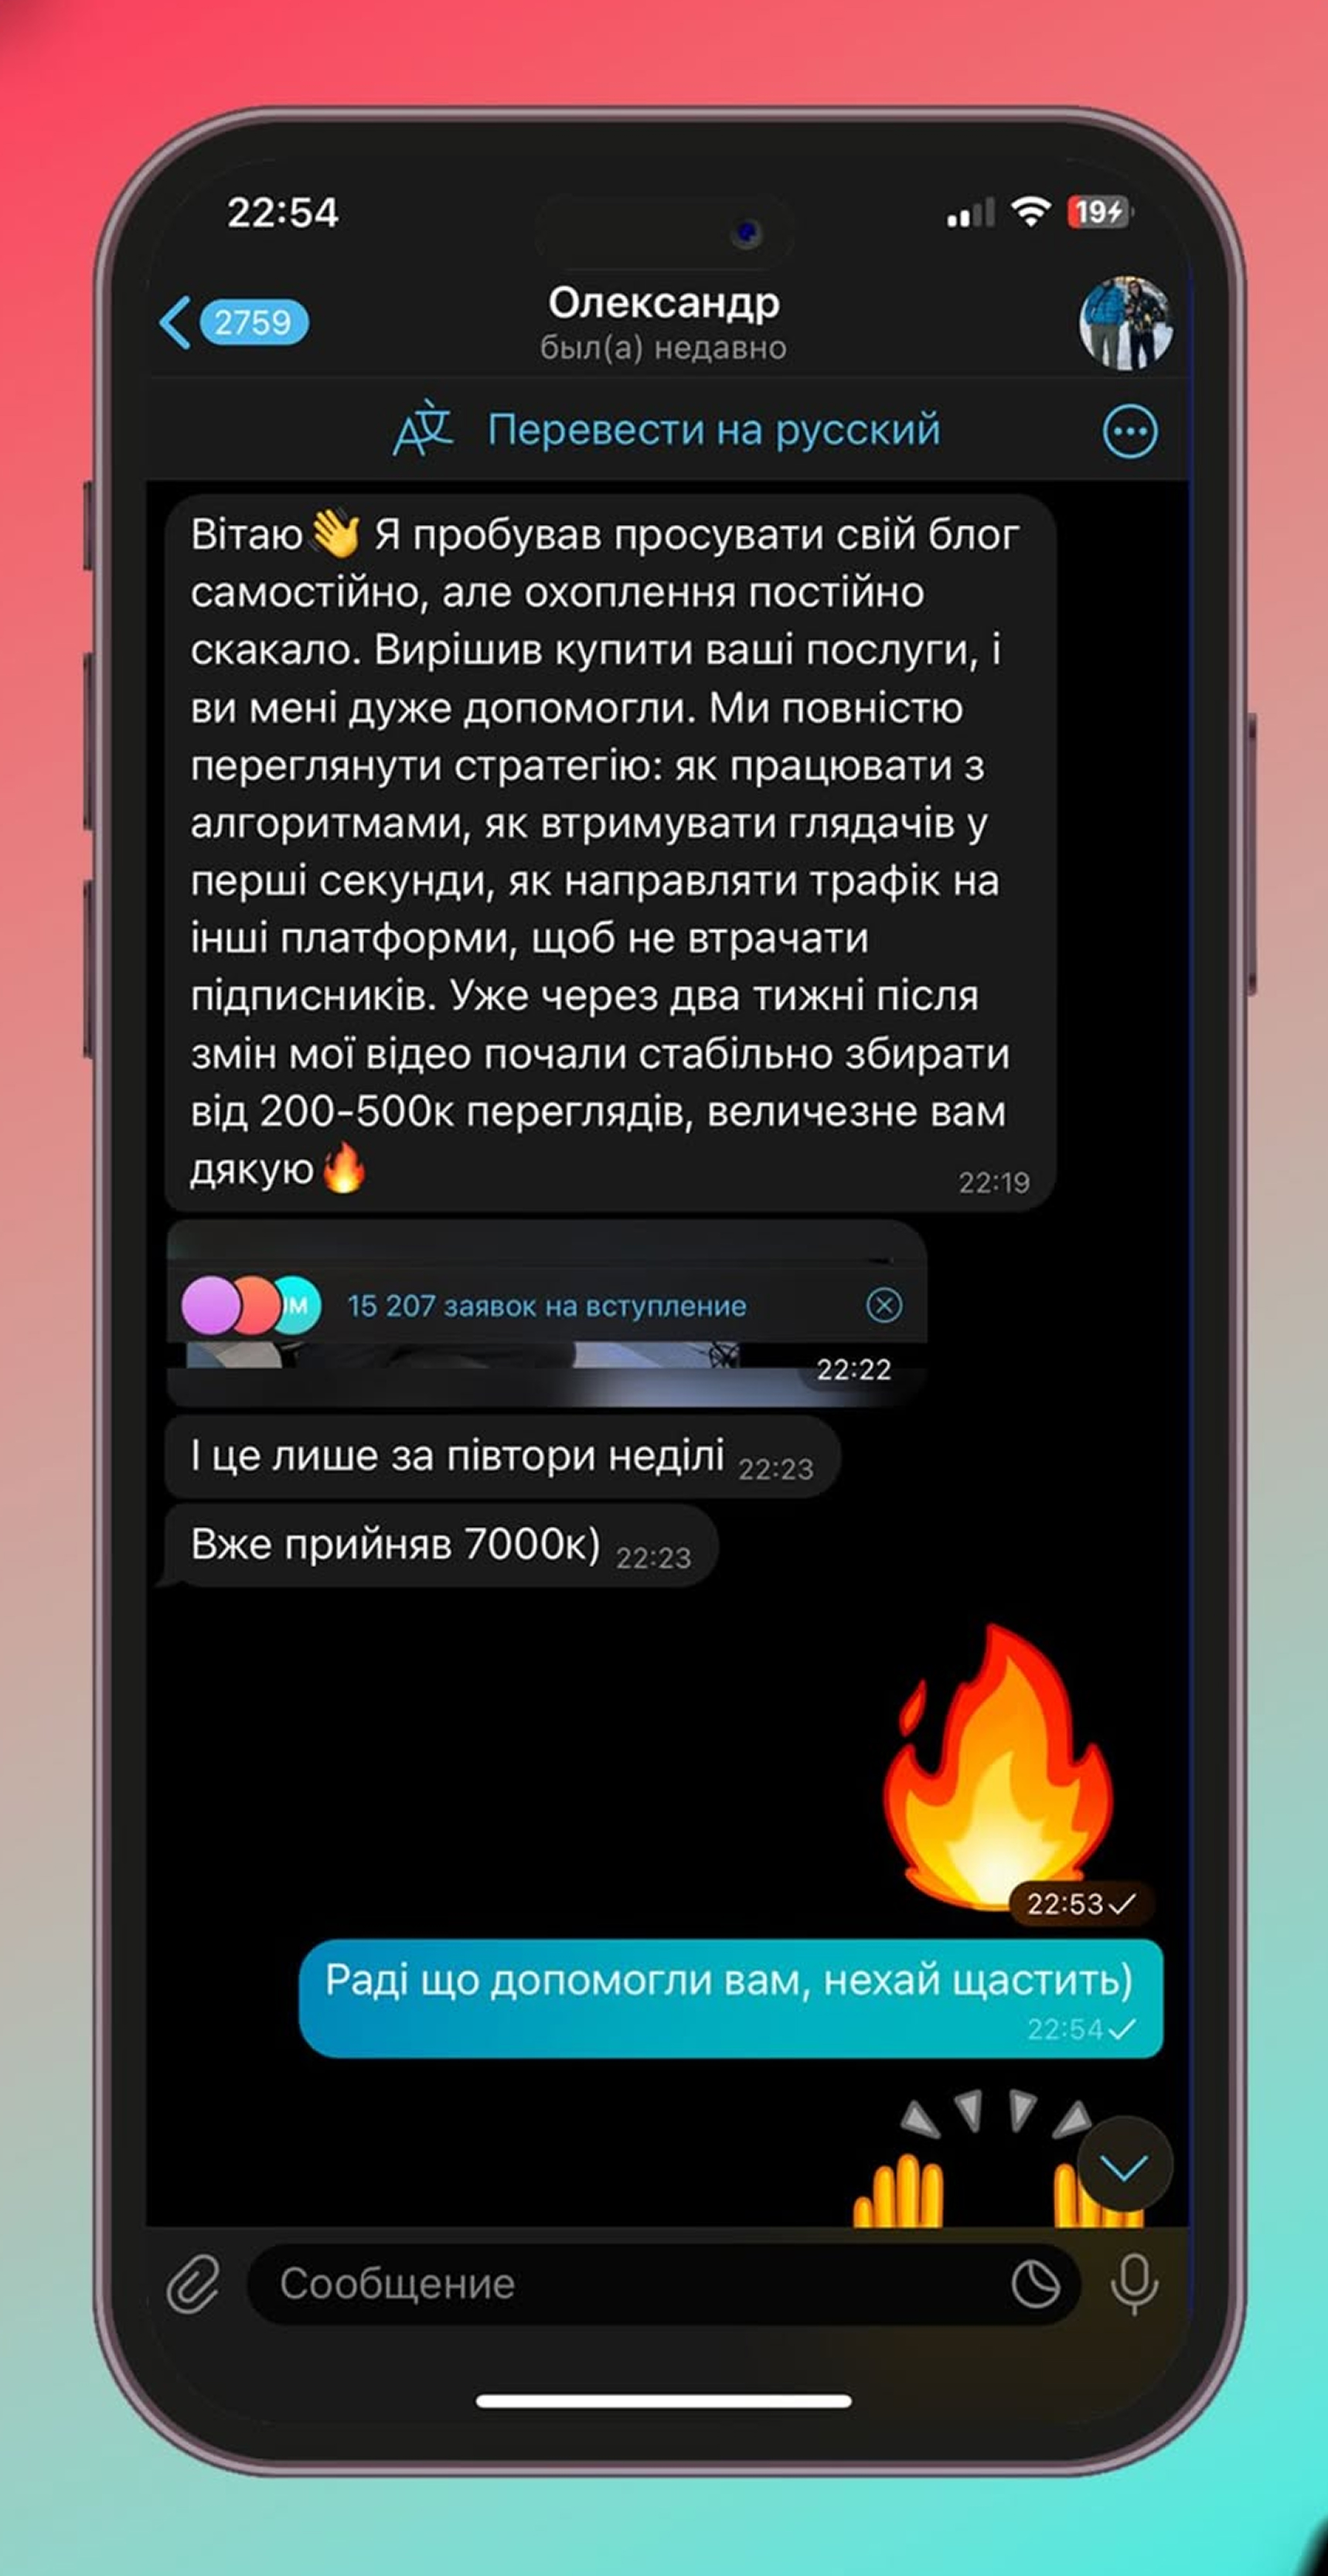 22:54
19
2759
Олександр
был(а) недавно
Перевести на русский
Вітаю👋 Я пробував просувати свій блог
самостійно, але охоплення постійно
скакало. Вирішив купити ваші послуги, і
ви мені дуже допомогли. Ми повністю
переглянути стратегію: як працювати з
алгоритмами, як втримувати глядачів у
перші секунди, як направляти трафік на
інші платформи, щоб не втрачати
підписників. Уже через два тижні після
змін мої відео почали стабільно збирати
від 200-500к переглядів, величезне вам
дякую🔥
22:19
ІМ
15 207 заявок на вступление
22:22
І це лише за півтори неділі 22:23
Вже прийняв 7000к) 22:23
22:53
Раді що допомогли вам, нехай щастить)
22:54
Сообщение